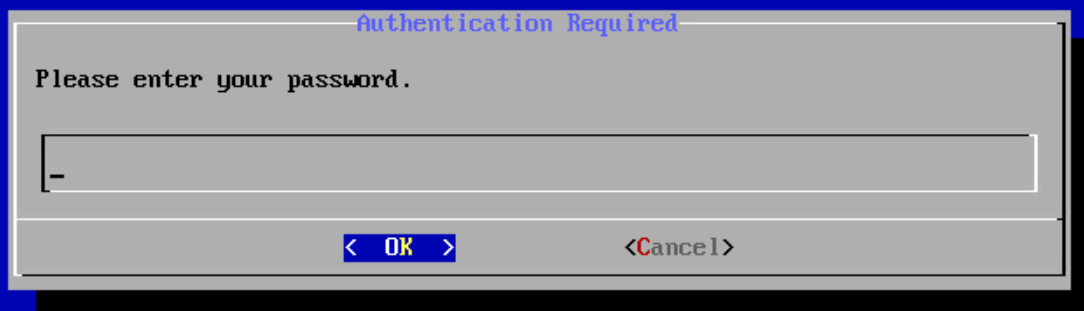 Authentication Required
Please enter your password.
< OK > <Cancel>